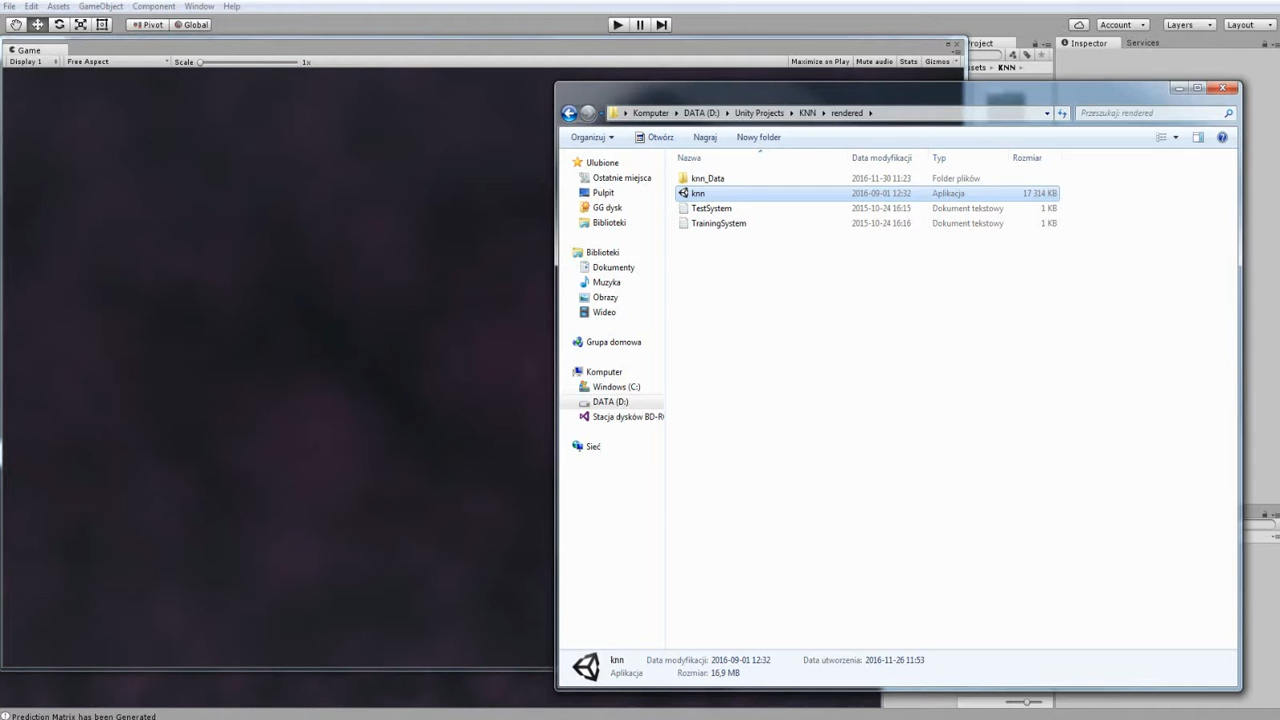 File Edit Assets GameObject Component Window Help
Pivot Global Account Layers Layout
Game
Display 1 Free Aspect Scale 1x Maximize on Play Mute audio Stats Gizmos
Project Inspector Services
KNN
Komputer DATA (D:) Unity Projects KNN rendered Przeszukaj: rendered
Organizuj Otwórz Nagraj Nowy folder
Nazwa Data modyfikacji Typ Rozmiar
Ulubione
Ostatnie miejsca
Pulpit
GG dysk
Biblioteki
Biblioteki
Dokumenty
Muzyka
Obrazy
Wideo
Grupa domowa
Komputer
Windows (C:)
DATA (D:)
Stacja dysków BD-R
Sieć
knn_Data 2016-11-30 11:23 Folder plików
knn 2016-09-01 12:32 Aplikacja 17 314 KB
TestSystem 2015-10-24 16:15 Dokument tekstowy 1 KB
TrainingSystem 2015-10-24 16:16 Dokument tekstowy 1 KB
knn Data modyfikacji: 2016-09-01 12:32 Data utworzenia: 2016-11-26 11:53
Aplikacja Rozmiar: 16,9 MB
Prediction Matrix has been Generated